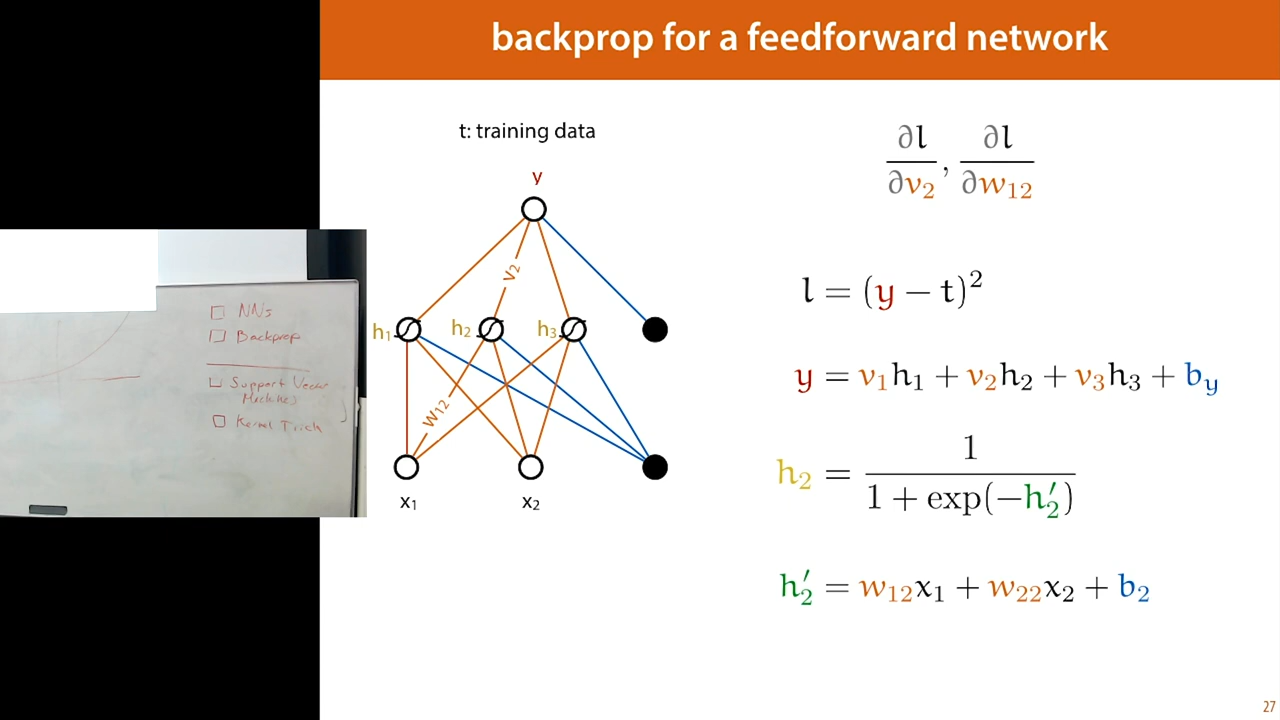 backprop for a feedforward network
t: training data
y
v₂
h₁
h₂
h₃
w₁₂
x₁
x₂
∂l/∂v₂, ∂l/∂w₁₂
l = (y − t)²
y = v₁h₁ + v₂h₂ + v₃h₃ + b_y
h₂ = 1/(1 + exp(−h₂′))
h₂′ = w₁₂x₁ + w₂₂x₂ + b₂
NNs
Backprop
Support Vector
Machines
Kernel Trick
27